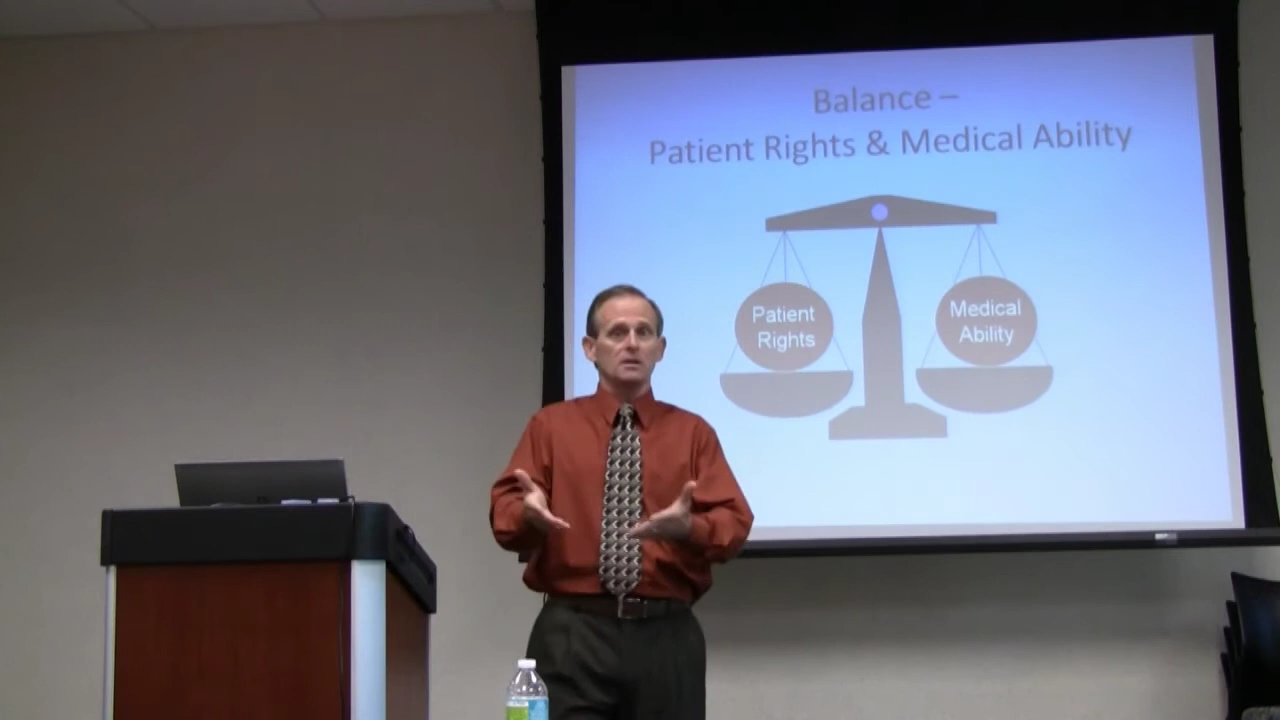 Balance –
Patient Rights & Medical Ability
Patient
Rights
Medical
Ability